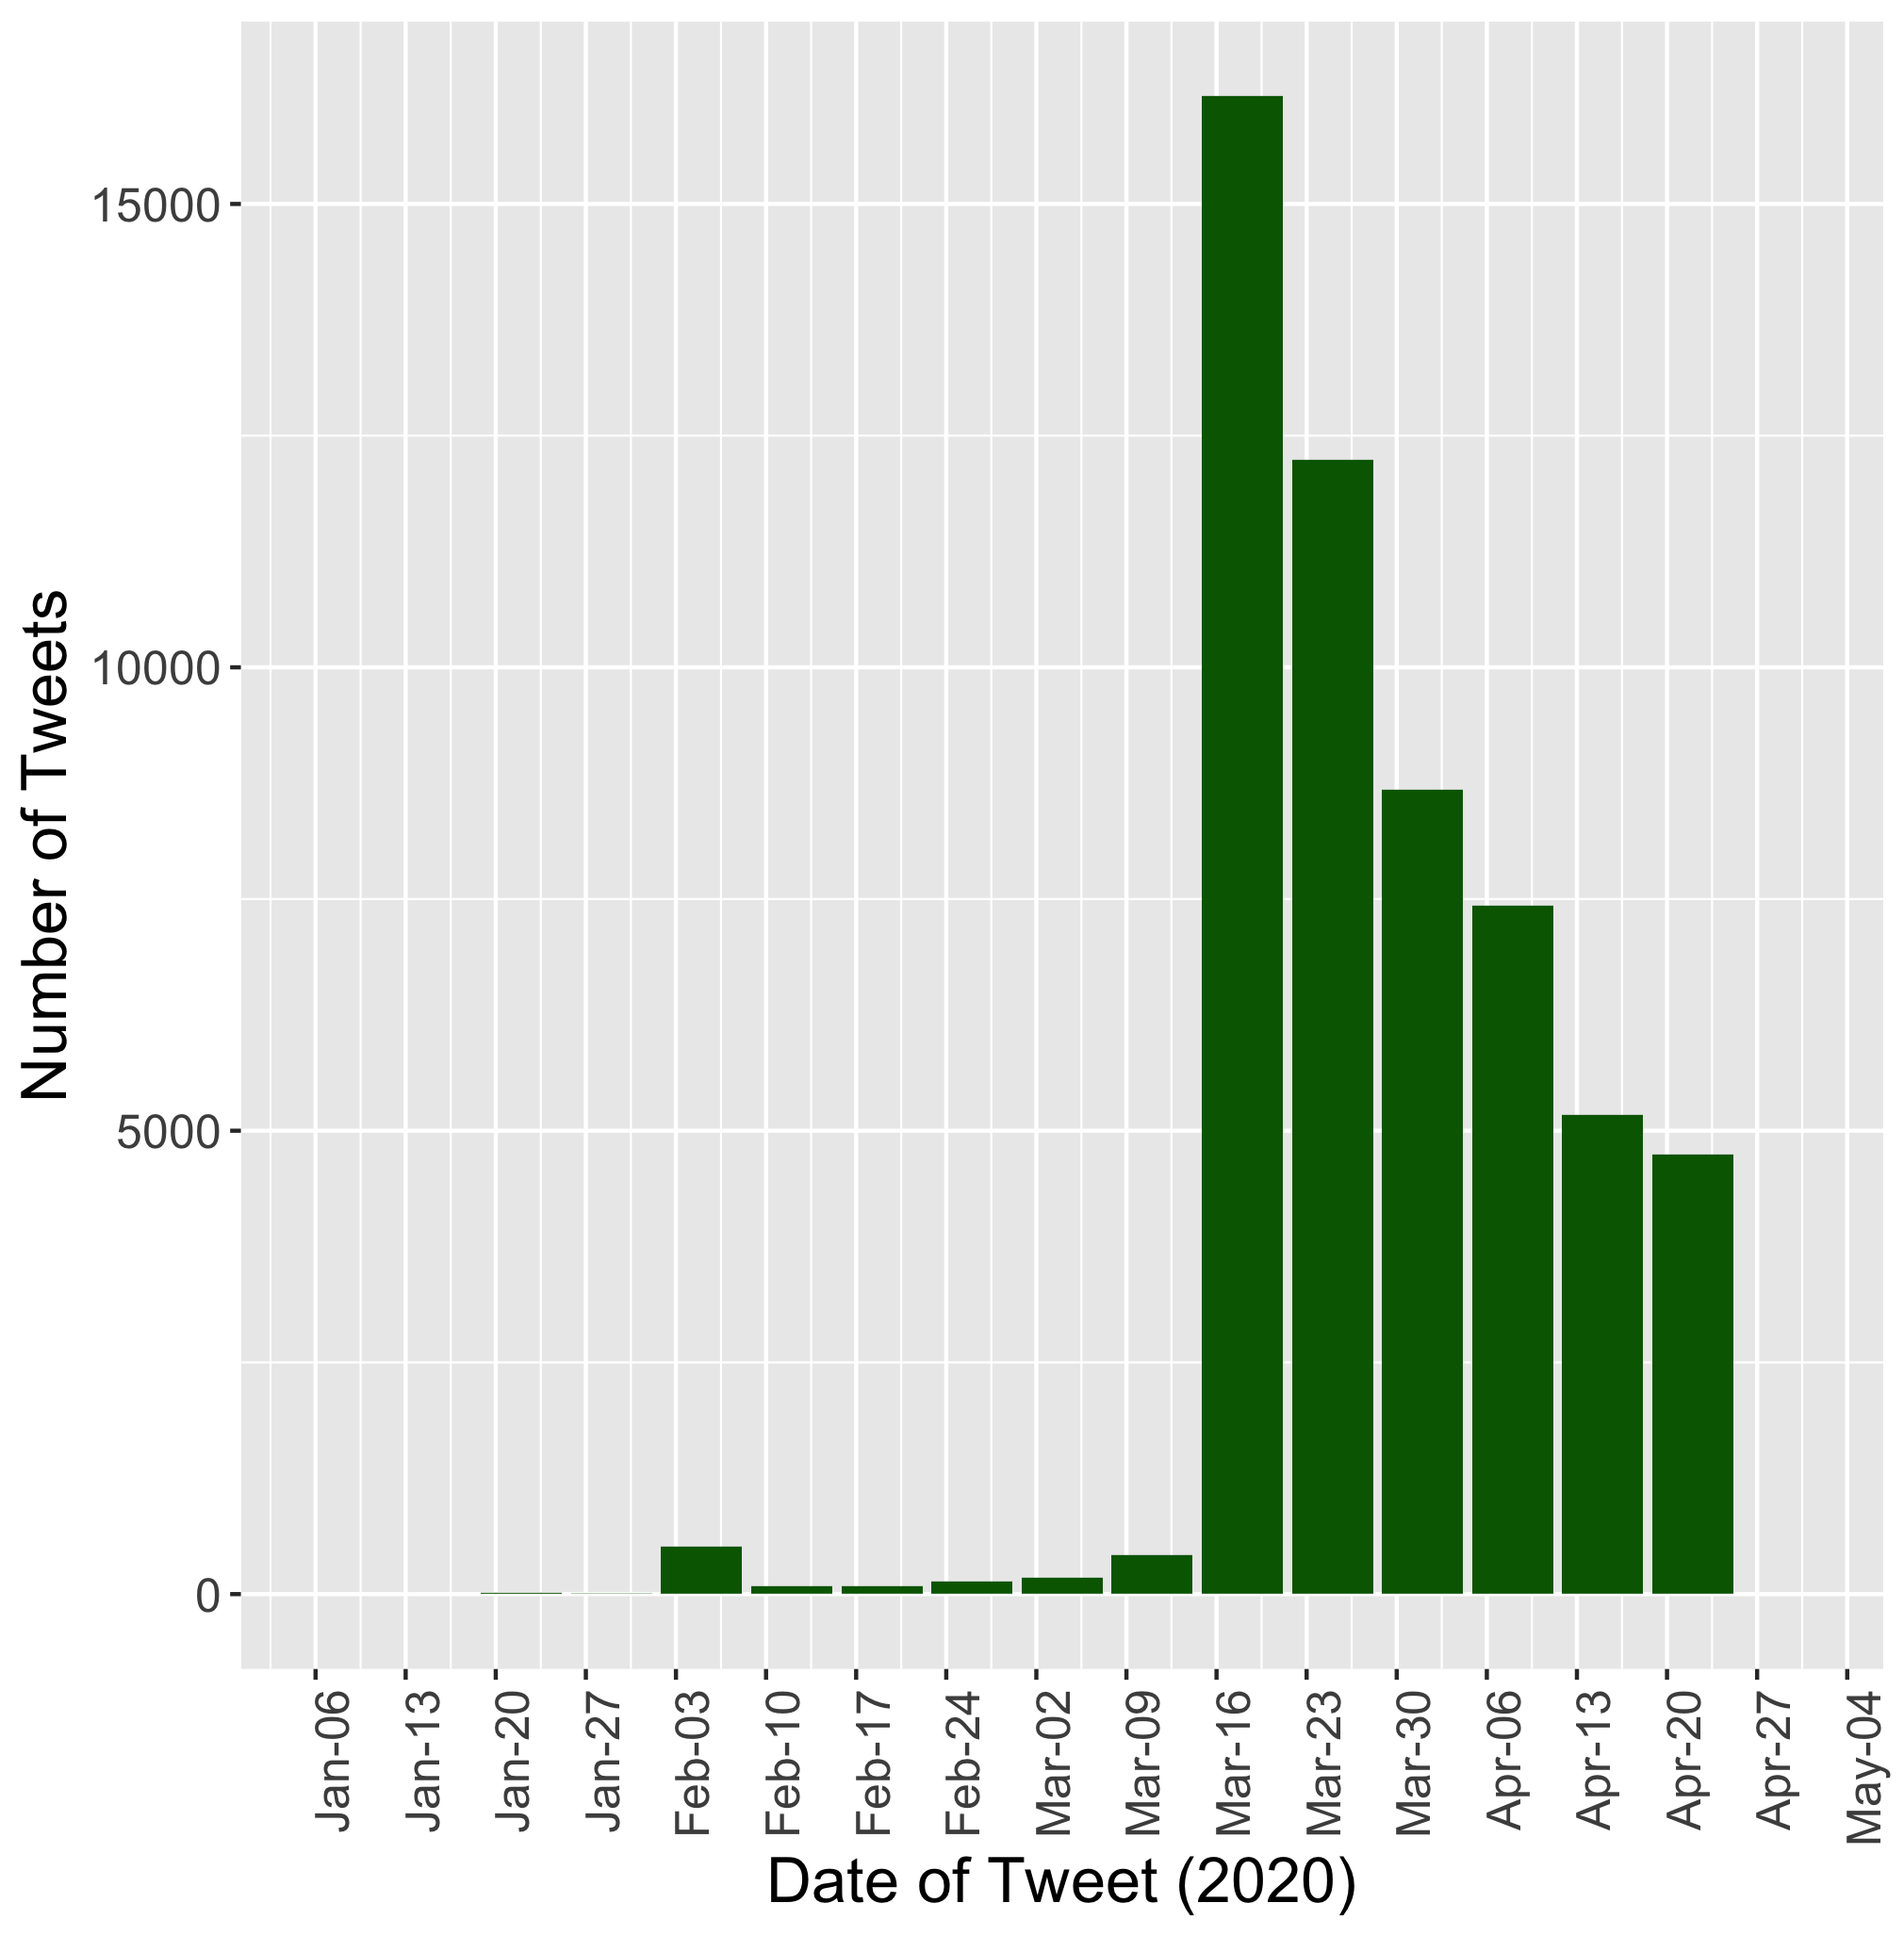 Number of Tweets
15000
10000
5000
0
Jan-06
Jan-13
Jan-20
Jan-27
Feb-03
Feb-10
Feb-17
Feb-24
Mar-02
Mar-09
Mar-16
Mar-23
Mar-30
Apr-06
Apr-13
Apr-20
Apr-27
May-04
Date of Tweet (2020)